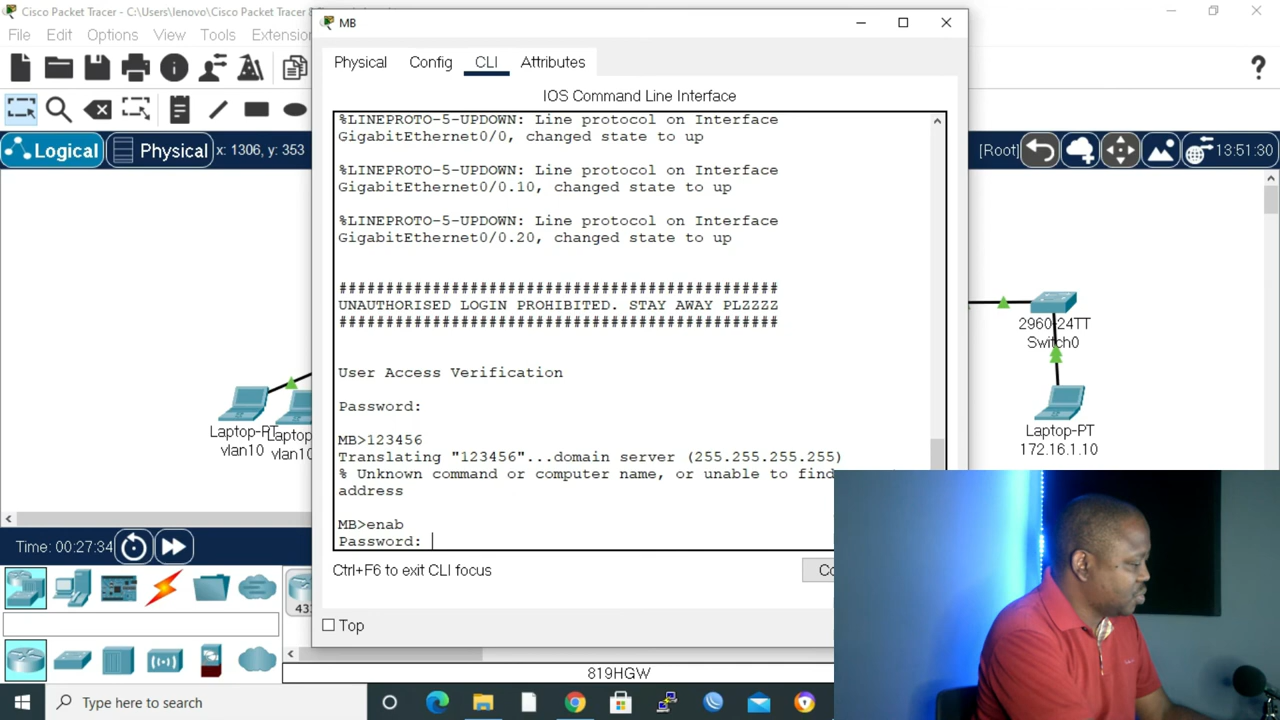 Cisco Packet Tracer - C:\Users\lenovo\Cisco Packet Tracer 8
MB
File Edit Options View Tools Extension
Physical Config CLI Attributes
IOS Command Line Interface
Logical Physical x: 1306, y: 353
[Root] 13:51:30
%LINEPROTO-5-UPDOWN: Line protocol on Interface
GigabitEthernet0/0, changed state to up
%LINEPROTO-5-UPDOWN: Line protocol on Interface
GigabitEthernet0/0.10, changed state to up
%LINEPROTO-5-UPDOWN: Line protocol on Interface
GigabitEthernet0/0.20, changed state to up
###############################################
UNAUTHORISED LOGIN PROHIBITED. STAY AWAY PLZZZZ
###############################################
User Access Verification
Password:
MB>123456
Translating "123456"...domain server (255.255.255.255)
% Unknown command or computer name, or unable to find
address
MB>enab
Password:
Ctrl+F6 to exit CLI focus
Co
Top
2960-24TT
Switch0
Laptop-PT
172.16.1.10
Laptop-PT
vlan10
Laptop
vlan10
Time: 00:27:34
43
819HGW
Type here to search